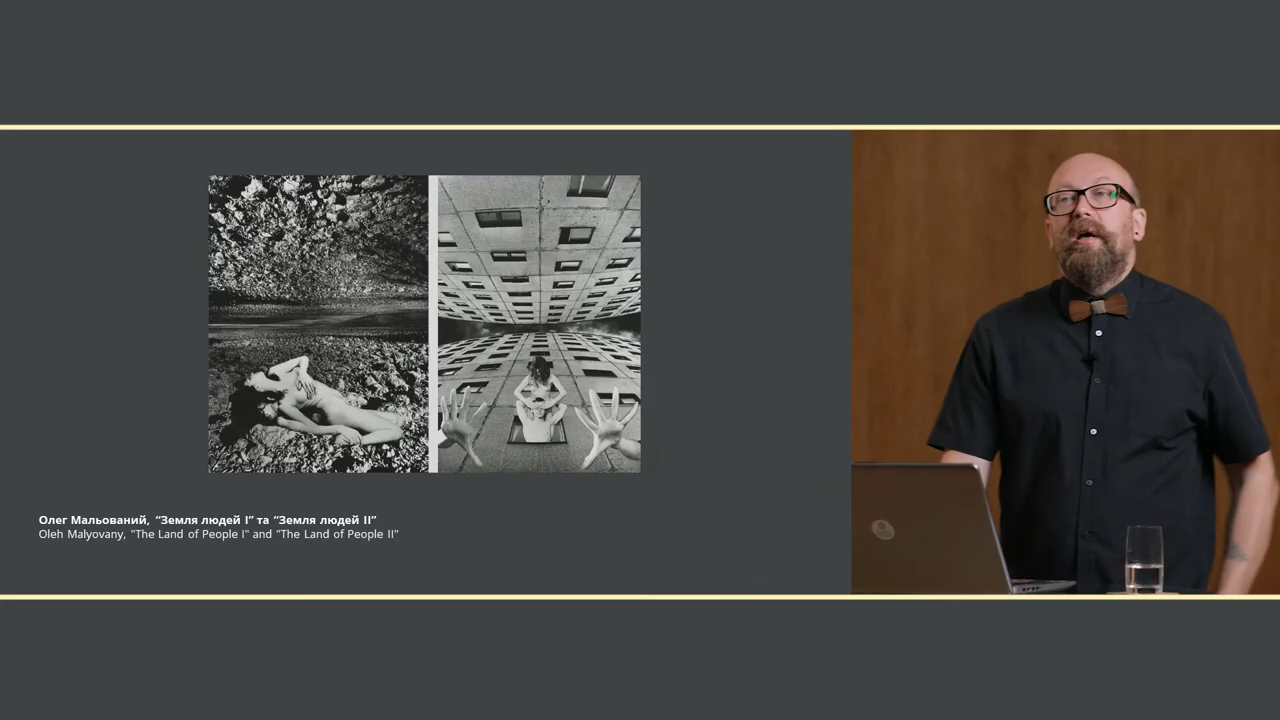 Олег Мальований, “Земля людей I” та “Земля людей II”
Oleh Malyovany, "The Land of People I" and "The Land of People II"